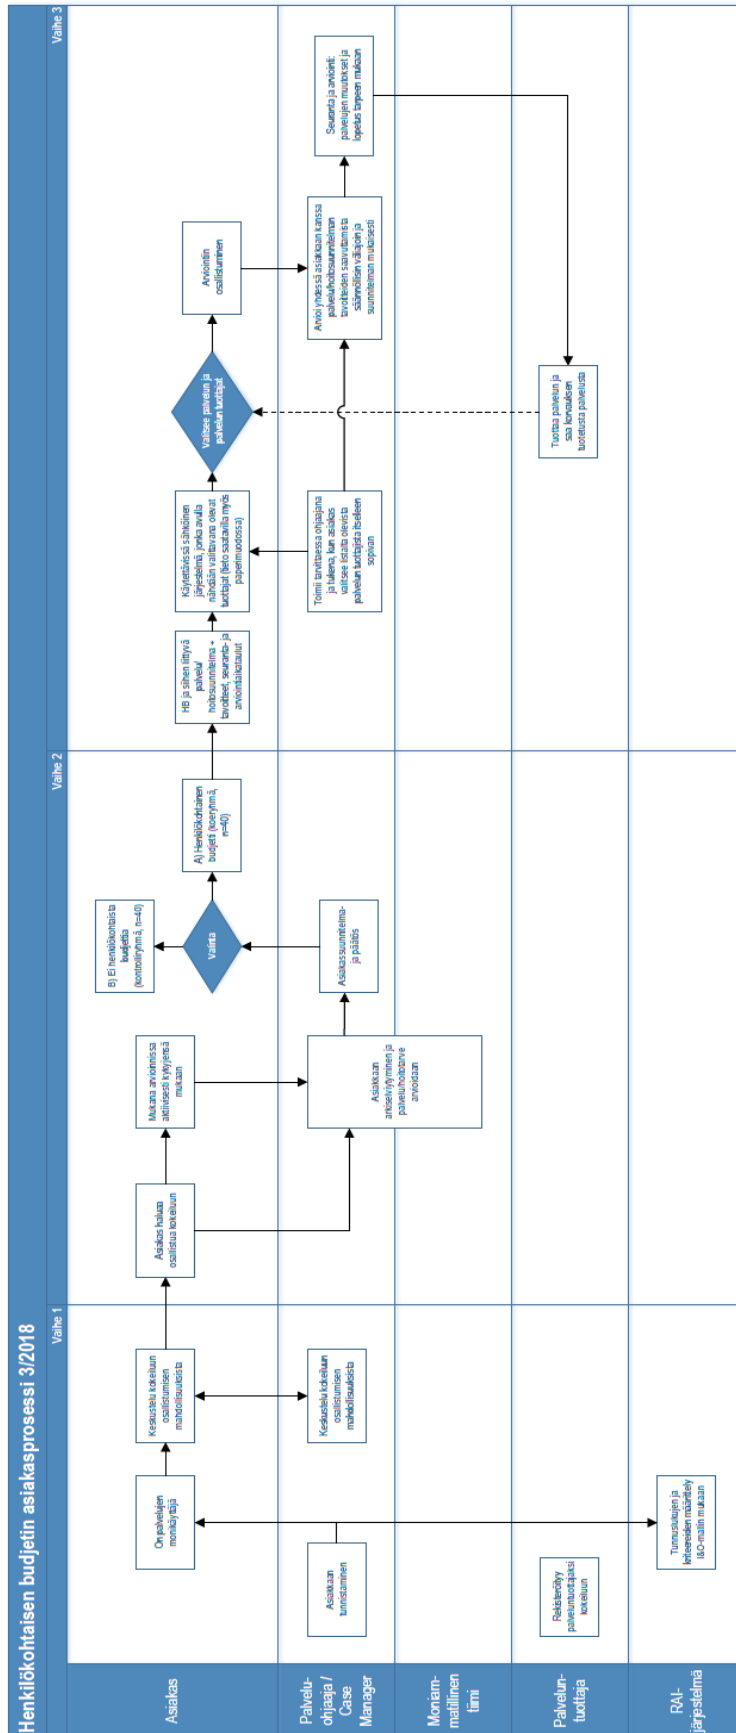 Henkilökohtaisen budjetin asiakasprosessi 3/2018
Vaihe 1
Vaihe 2
Vaihe 3
Asiakas
On palvelujen
monikäyttäjä
Keskustelu kokeiluun
osallistumisen
mahdollisuuksista
Asiakas haluaa
osallistua kokeiluun
Mukana arvioinnissa
aktiivisesti kykyjensä
mukaan
B) Ei henkilökohtaista
budjettia
(kontrolliryhmä, n=40)
Valinta
A) Henkilökohtainen
budjetti (koeryhmä,
n=40)
HB ja siihen liittyvä
palvelu/
hoitosuunnitelma +
tavoitteet, seuranta- ja
arviointiaikataulut
Käytettävissä sähköinen
järjestelmä, jonka avulla
nähdään valittavana olevat
tuottajat (tieto saatavilla myös
paperimuodossa)
Valitsee palvelun ja
palvelun tuottajat
Arviointiin
osallistuminen
Palvelu-
ohjaaja /
Case
Manager
Asiakkaan
tunnistaminen
Keskustelu kokeiluun
osallistumisen
mahdollisuuksista
Asiakkaan
arkiselviytyminen ja
palvelu/hoitotarve
arvioidaan
Asiakassuunnitelma-
ja päätös
Toimii tarvittaessa ohjaajana
ja tukena, kun asiakas
valitsee listalta olevista
palvelun tuottajista itselleen
sopivan
Arvioi yhdessä asiakkaan kanssa
palvelu/hoitosuunnitelman
tavoitteiden saavuttamista
säännöllisin väliajoin ja
suunnitelman mukaisesti
Seuranta ja arviointi:
palvelujen muutokset ja
lopetus tarpeen mukaan
Moniam-
matillinen
tiimi
Palvelun-
tuottaja
Rekisteröityy
palveluntuottajaksi
kokeiluun
Tuottaa palvelun ja
saa korvauksen
tuotetusta palvelusta
RAI-
järjestelmä
Tunnuslukujen ja
kriteereiden määrittely
I&O-mallin mukaan